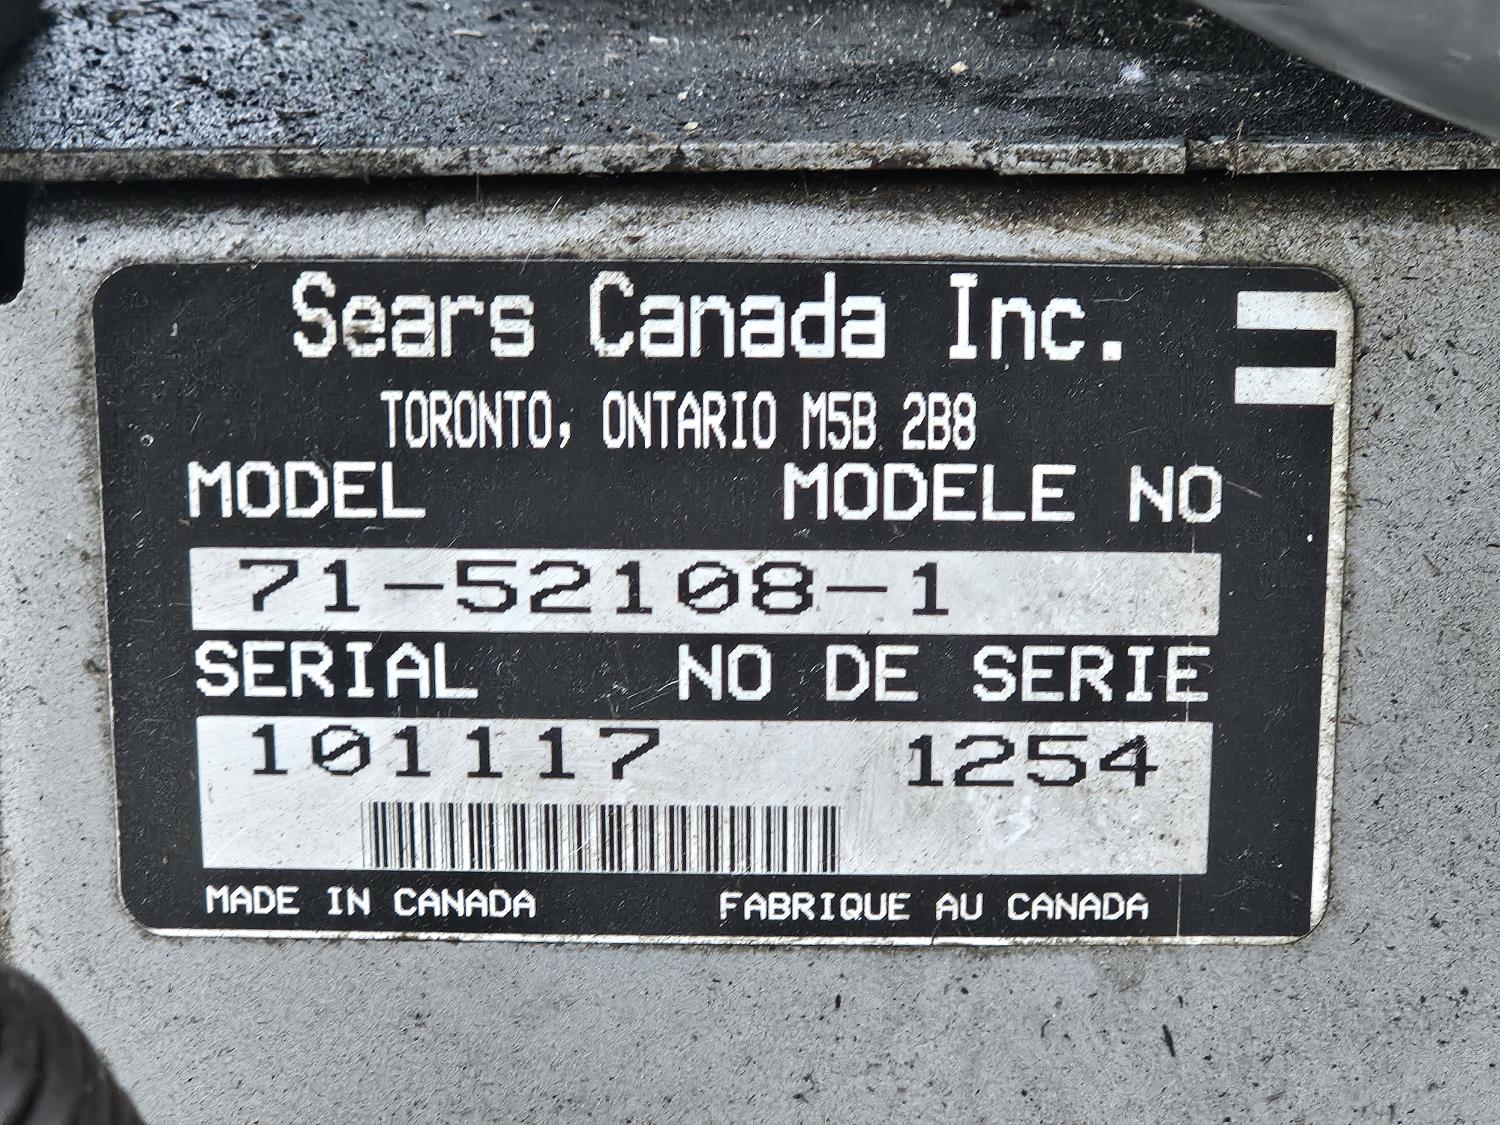 Sears Canada Inc.
TORONTO, ONTARIO M5B 2B8
MODEL MODELE NO
71-52108-1
SERIAL NO DE SERIE
101117 1254
MADE IN CANADA FABRIQUE AU CANADA